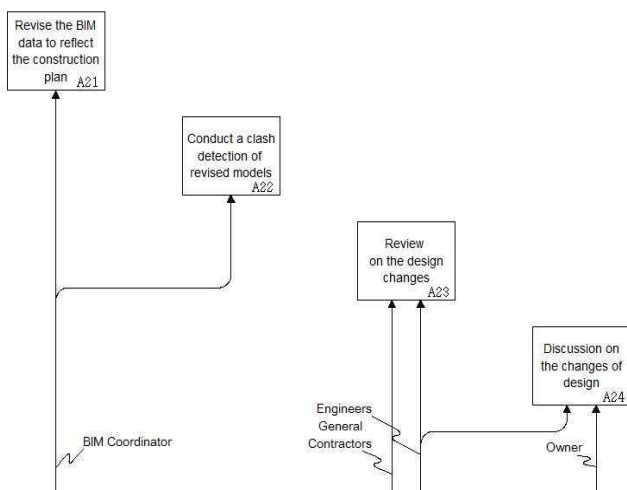 Revise the BIM
data to reflect
the construction
plan
A21
Conduct a clash
detection of
revised models
A22
Review
on the design
changes
A23
Discussion on
the changes of
design
A24
Engineers
General
Contractors
BIM Coordinator
Owner